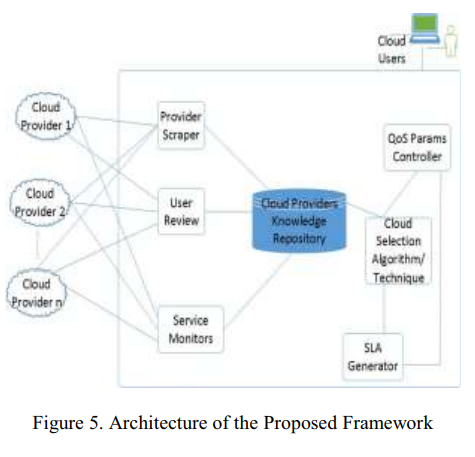 Cloud
Users
Cloud
Provider 1
Provider
Scraper
QoS Params
Controller
Cloud
Provider 2
User
Review
Cloud Providers
Knowledge
Repository
Cloud
Selection
Algorithm/
Technique
Cloud
Provider n
Service
Monitors
SLA
Generator
Figure 5. Architecture of the Proposed Framework